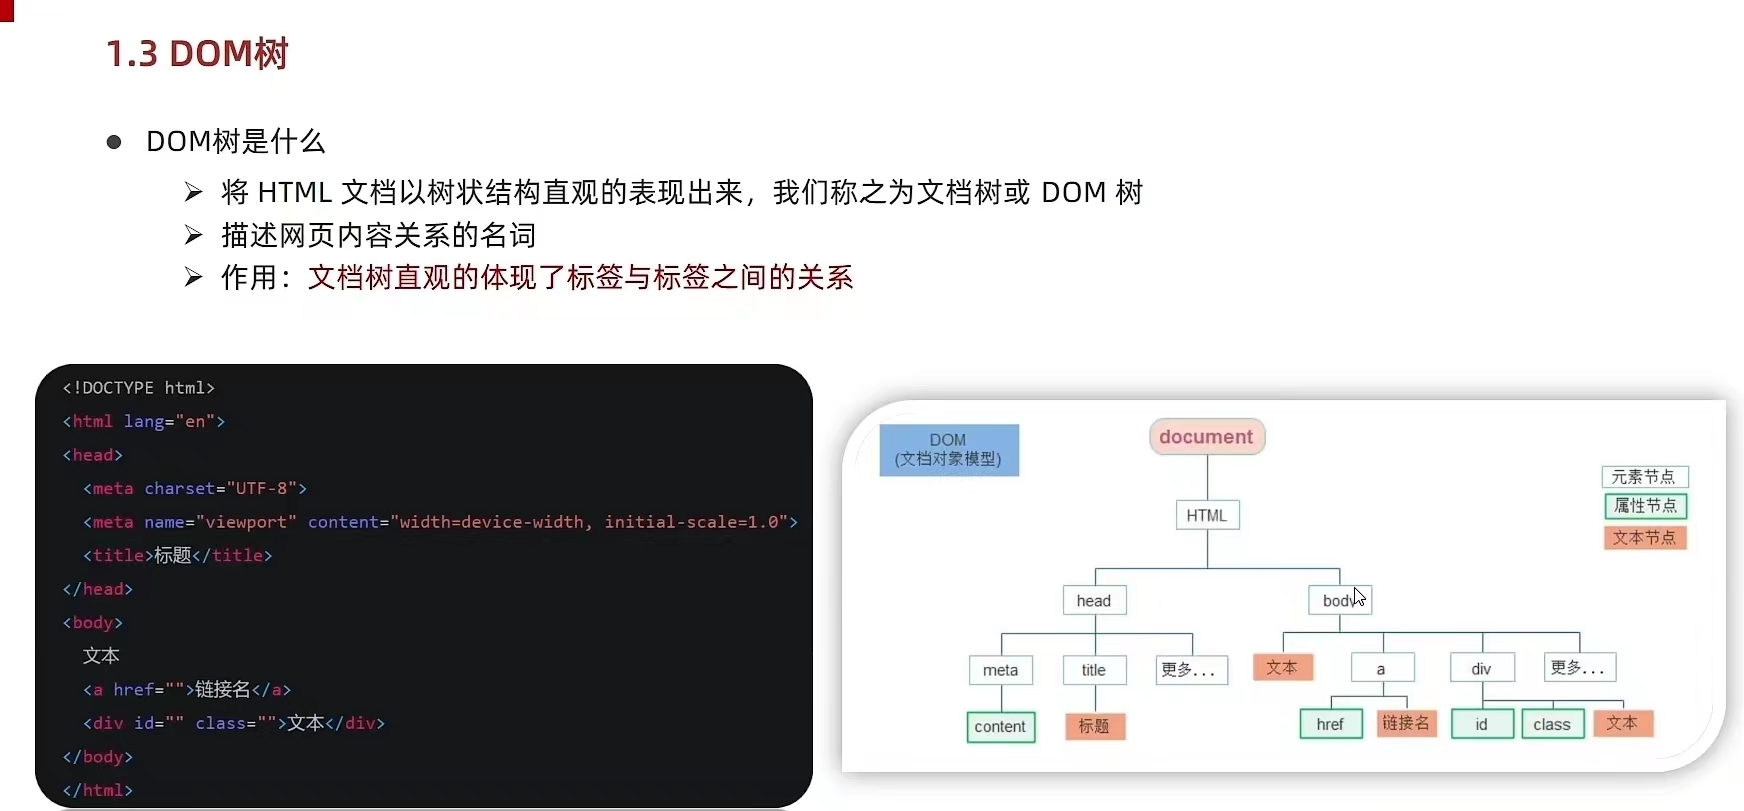 1.3 DOM树
DOM树是什么
将 HTML 文档以树状结构直观的表现出来，我们称之为文档树或 DOM 树
描述网页内容关系的名词
作用：文档树直观的体现了标签与标签之间的关系
<!DOCTYPE html>
<html lang="en">
<head>
<meta charset="UTF-8">
<meta name="viewport" content="width=device-width, initial-scale=1.0">
<title>标题</title>
</head>
<body>
文本
<a href="">链接名</a>
<div id="" class="">文本</div>
</body>
</html>
DOM
(文档对象模型)
document
元素节点
属性节点
文本节点
HTML
head
body
meta
title
更多...
文本
a
div
更多...
content
标题
href
链接名
id
class
文本